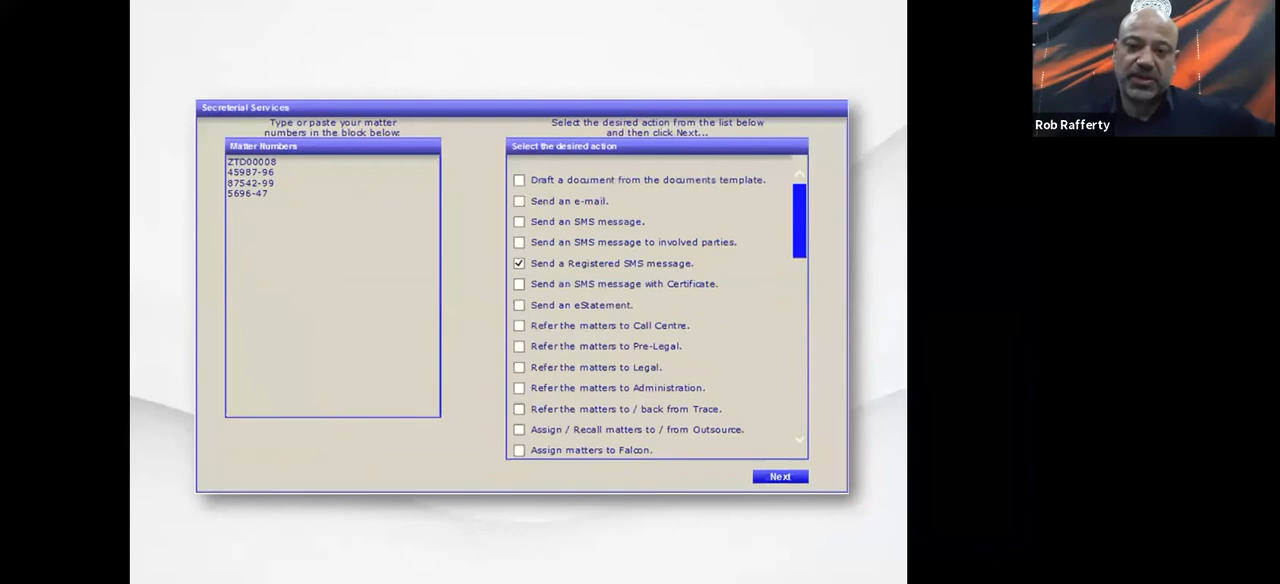 Secreterial Services
Type or paste your matter
numbers in the block below:
Matter Numbers
ZTD00008
45987-96
87542-99
5696-47
Select the desired action from the list below
and then click Next...
Select the desired action
Draft a document from the documents template.
Send an e-mail.
Send an SMS message.
Send an SMS message to involved parties.
Send a Registered SMS message.
Send an SMS message with Certificate.
Send an eStatement.
Refer the matters to Call Centre.
Refer the matters to Pre-Legal.
Refer the matters to Legal.
Refer the matters to Administration.
Refer the matters to / back from Trace.
Assign / Recall matters to / from Outsource.
Assign matters to Falcon.
Next
Rob Rafferty